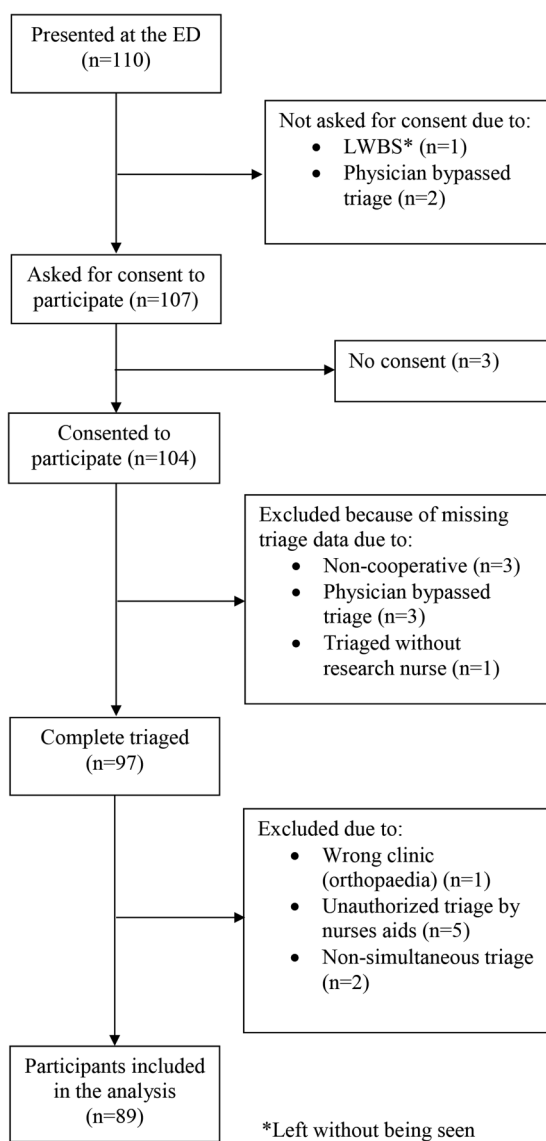 Presented at the ED
(n=110)
Not asked for consent due to:
• LWBS* (n=1)
• Physician bypassed
triage (n=2)
Asked for consent to
participate (n=107)
No consent (n=3)
Consented to
participate (n=104)
Excluded because of missing
triage data due to:
• Non-cooperative (n=3)
• Physician bypassed
triage (n=3)
• Triaged without
research nurse (n=1)
Complete triaged
(n=97)
Excluded due to:
• Wrong clinic
(orthopaedia) (n=1)
• Unauthorized triage by
nurses aids (n=5)
• Non-simultaneous triage
(n=2)
Participants included
in the analysis
(n=89)
*Left without being seen